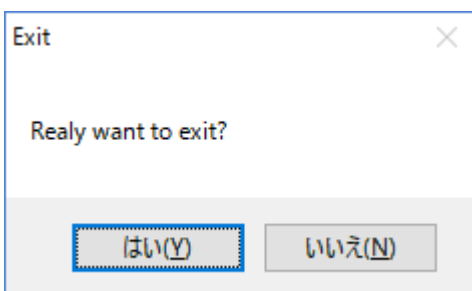 Exit
Realy want to exit?
はい(Y)
いいえ(N)